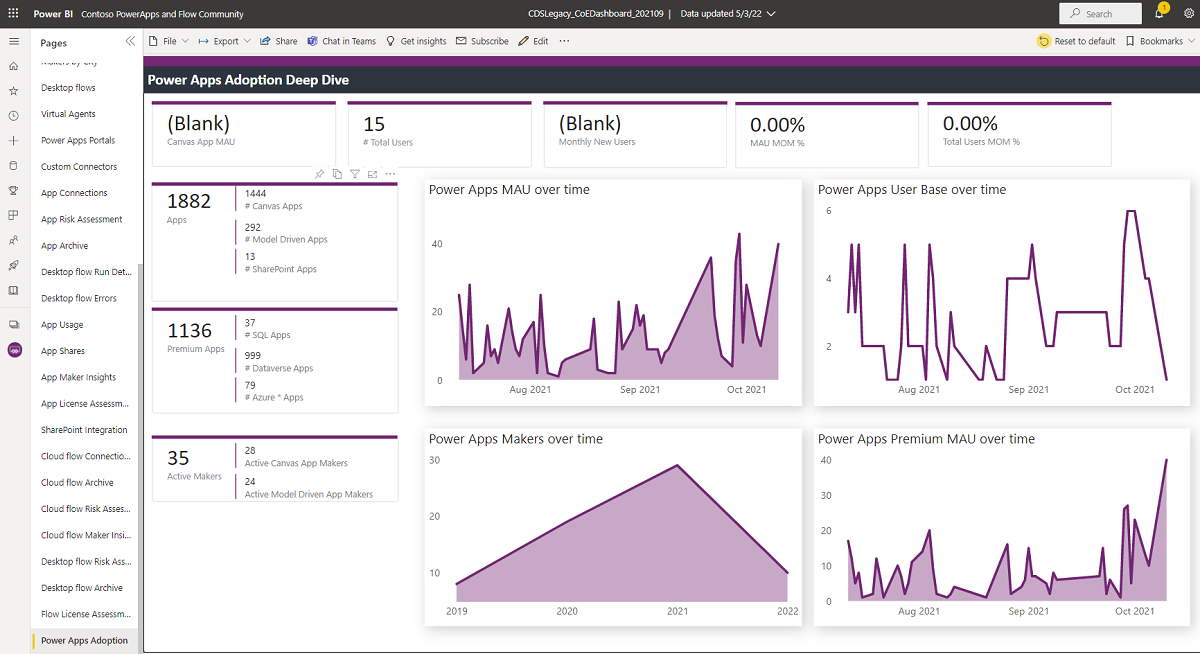 Power BI Contoso PowerApps and Flow Community
CDSLegacy_CoEDashboard_202109 | Data updated 5/3/22
Search
1
Pages
File Export Share Chat in Teams Get insights Subscribe Edit ...
Reset to default Bookmarks
Makers by City
Desktop flows
Virtual Agents
Power Apps Portals
Custom Connectors
App Connections
App Risk Assessment
App Archive
Desktop flow Run Det...
Desktop flow Errors
App Usage
App Shares
App Maker Insights
App License Assessm...
SharePoint Integration
Cloud flow Connectio...
Cloud flow Archive
Cloud flow Risk Asses...
Cloud flow Maker Insi...
Desktop flow Risk Ass...
Desktop flow Archive
Flow License Assessm...
Power Apps Adoption
Power Apps Adoption Deep Dive
(Blank)
Canvas App MAU
15
# Total Users
(Blank)
Monthly New Users
0.00%
MAU MOM %
0.00%
Total Users MOM %
1882
Apps
1444
# Canvas Apps
292
# Model Driven Apps
13
# SharePoint Apps
1136
Premium Apps
37
# SQL Apps
999
# Dataverse Apps
79
# Azure * Apps
35
Active Makers
28
Active Canvas App Makers
24
Active Model Driven App Makers
Power Apps MAU over time
40
20
0
Aug 2021 Sep 2021 Oct 2021
Power Apps User Base over time
6
4
2
Aug 2021 Sep 2021 Oct 2021
Power Apps Makers over time
30
20
10
2019 2020 2021 2022
Power Apps Premium MAU over time
40
30
20
10
0
Aug 2021 Sep 2021 Oct 2021